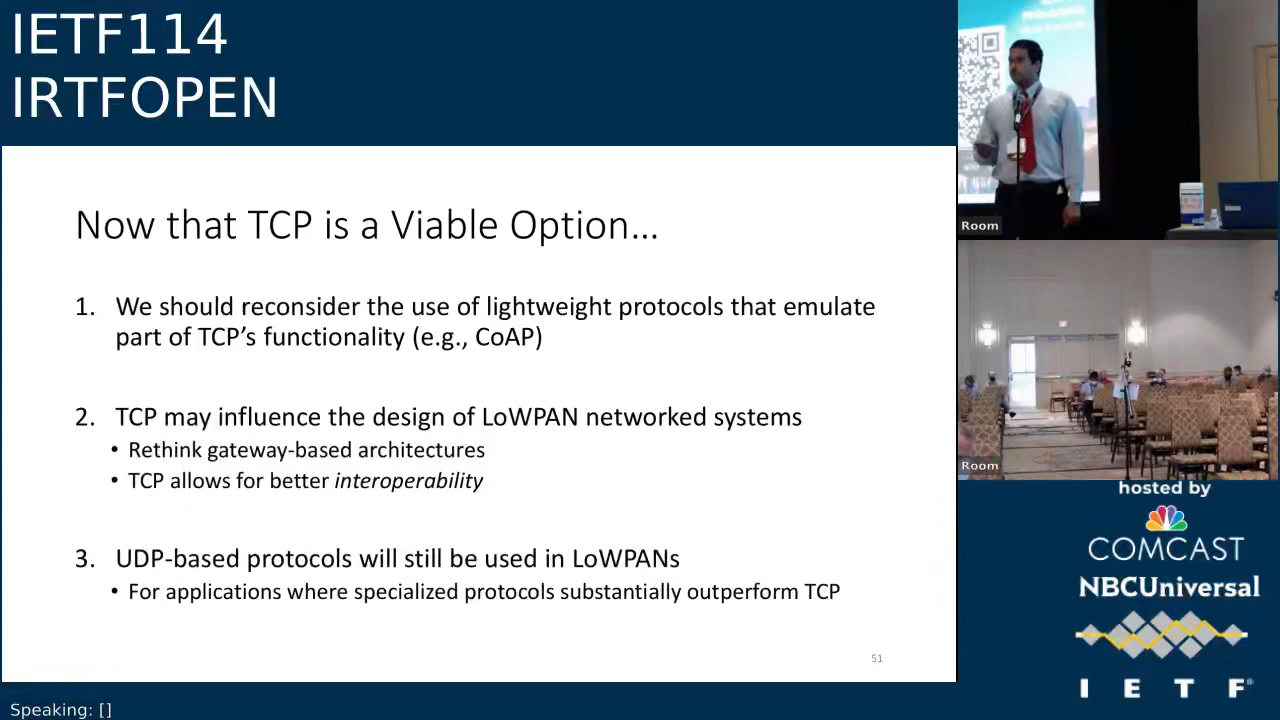 IETF114
IRTFOPEN
Now that TCP is a Viable Option...
1. We should reconsider the use of lightweight protocols that emulate
part of TCP’s functionality (e.g., CoAP)
2. TCP may influence the design of LoWPAN networked systems
• Rethink gateway-based architectures
• TCP allows for better interoperability
3. UDP-based protocols will still be used in LoWPANs
• For applications where specialized protocols substantially outperform TCP
51
Speaking: []
Room
Room
hosted by
COMCAST
NBCUniversal
I E T F®